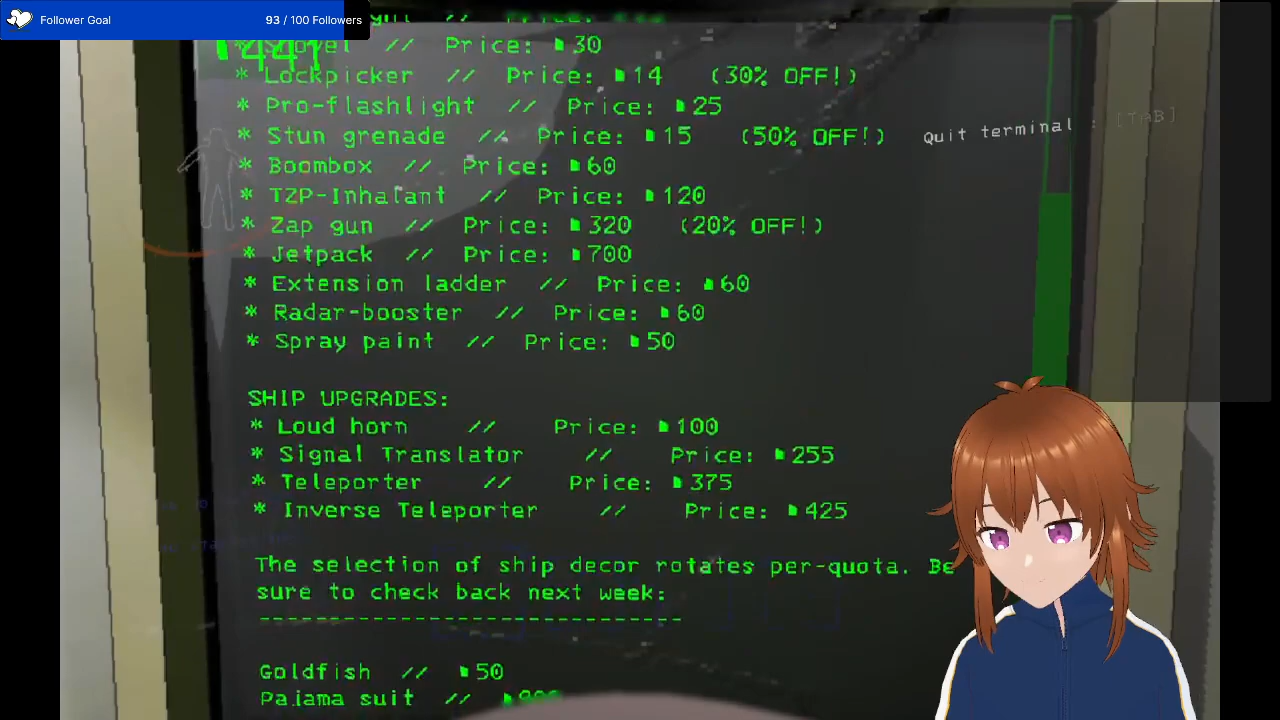 Follower Goal 93 / 100 Followers
441
* Shovel // Price: 30
* Lockpicker // Price: 14 (30% OFF!)
* Pro-flashlight // Price: 25
* Stun grenade // Price: 15 (50% OFF!)
Quit terminal : [TAB]
* Boombox // Price: 60
* TZP-Inhalant // Price: 120
* Zap gun // Price: 320 (20% OFF!)
* Jetpack // Price: 700
* Extension ladder // Price: 60
* Radar-booster // Price: 60
* Spray paint // Price: 50
SHIP UPGRADES:
* Loud horn // Price: 100
* Signal Translator // Price: 255
* Teleporter // Price: 375
* Inverse Teleporter // Price: 425
The selection of ship decor rotates per-quota. Be
sure to check back next week:
------------------------------
Goldfish // 50
Pajama suit //